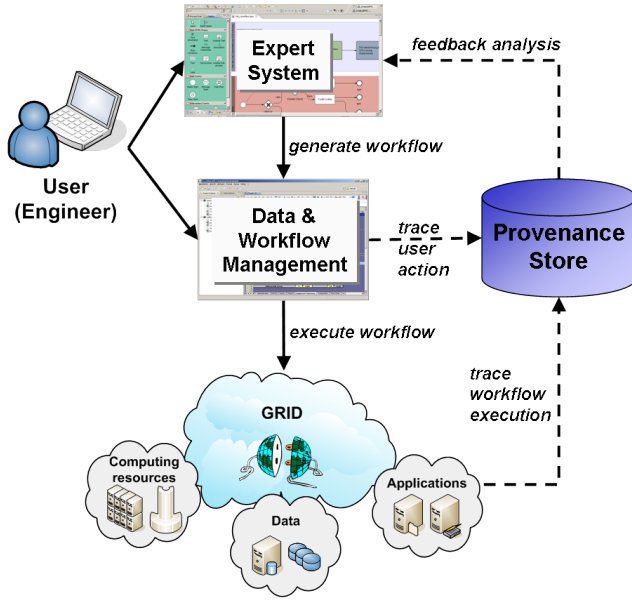 Expert
System
feedback analysis
generate workflow
User
(Engineer)
Data &
Workflow
Management
trace
user
action
Provenance
Store
execute workflow
trace
workflow
execution
GRID
Computing
resources
Applications
Data